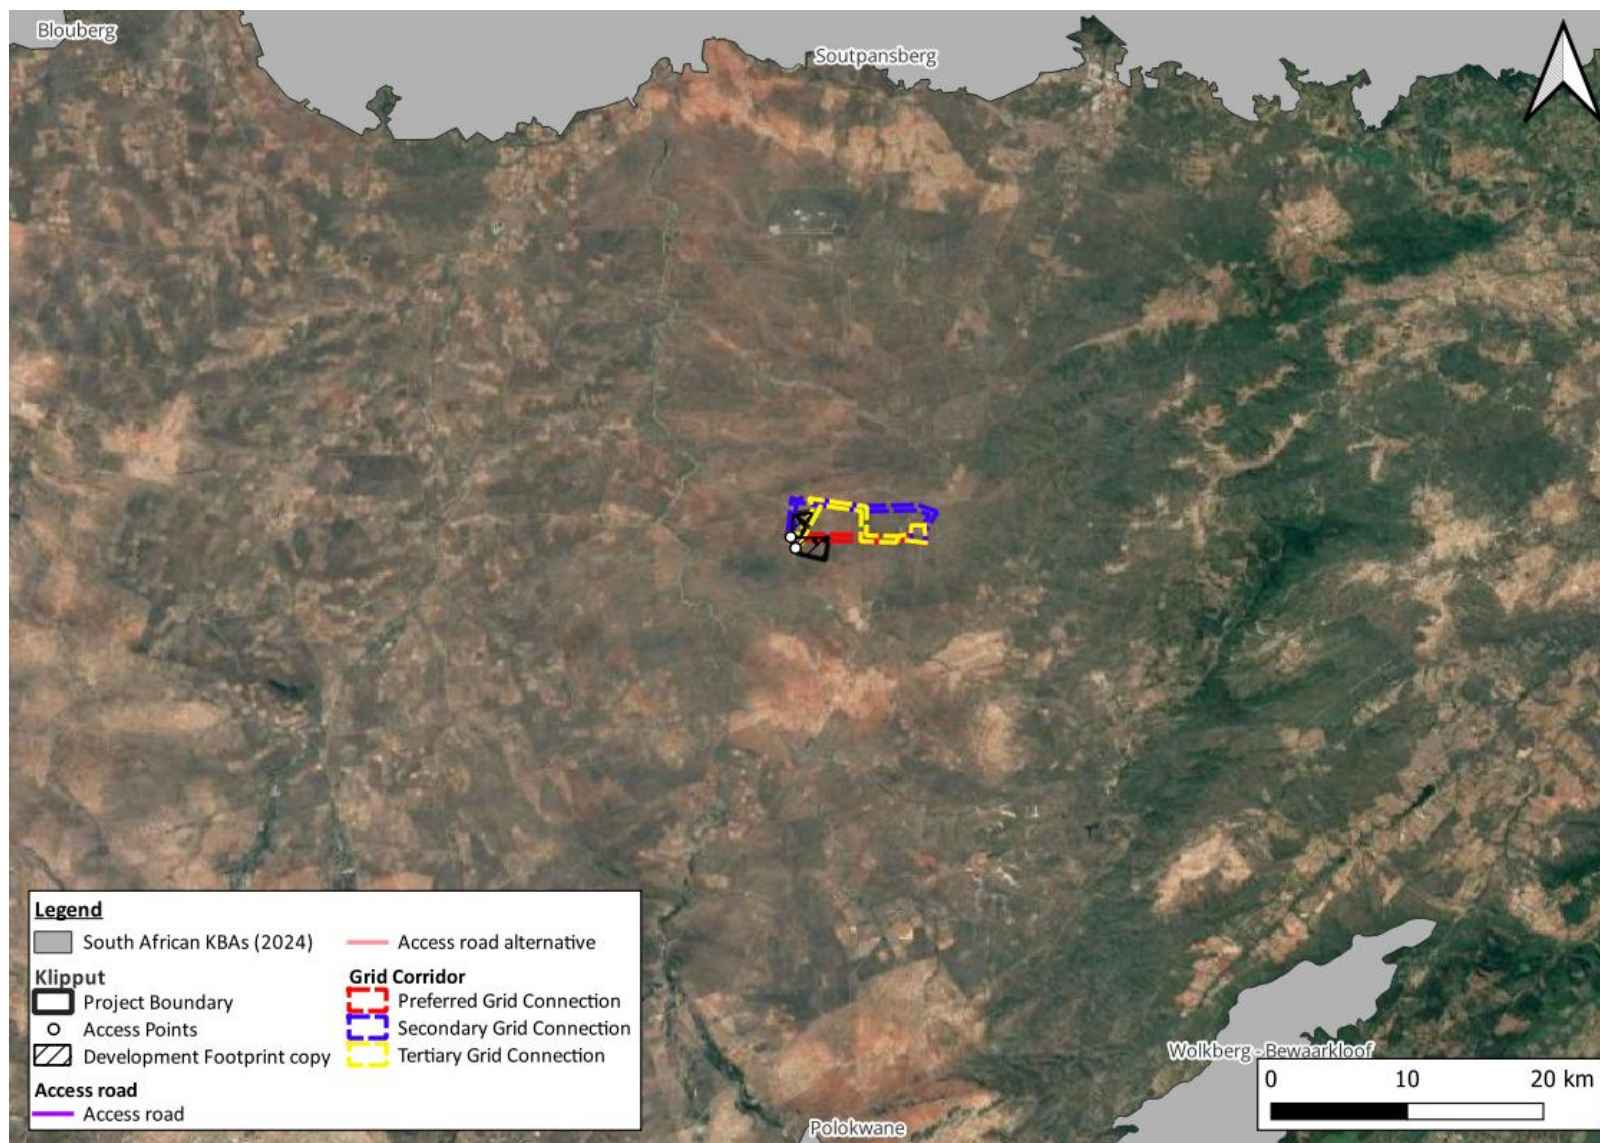 Blouberg
Soutpansberg
Legend
South African KBAs (2024)
Access road alternative
Klipput
Grid Corridor
Project Boundary
Preferred Grid Connection
Access Points
Secondary Grid Connection
Development Footprint copy
Tertiary Grid Connection
Access road
Access road
Wolkberg - Bewaarkloof
0 10 20 km
Polokwane